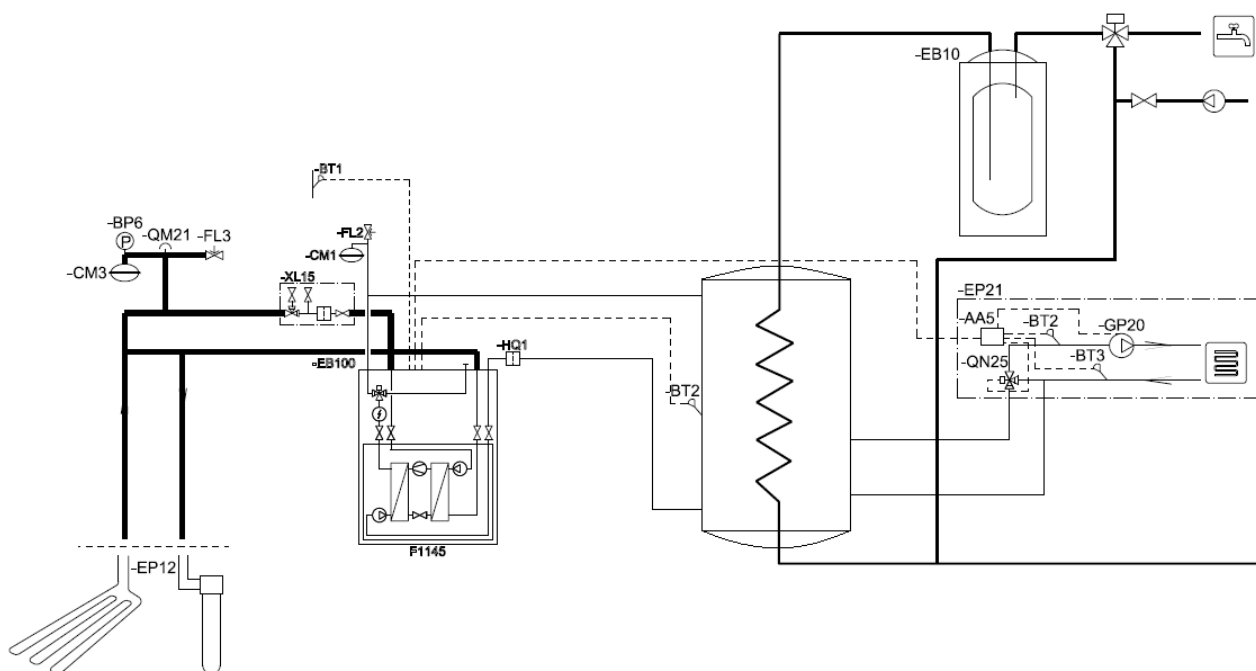 -EB10
-BT1
-BP6
-QM21
-FL3
-FL2
-CM1
-CM3
-XL15
-EP21
-AA5
-BT2
-GP20
-QN25
-BT3
-HQ1
-EB100
-BT2
P
F1145
-EP12